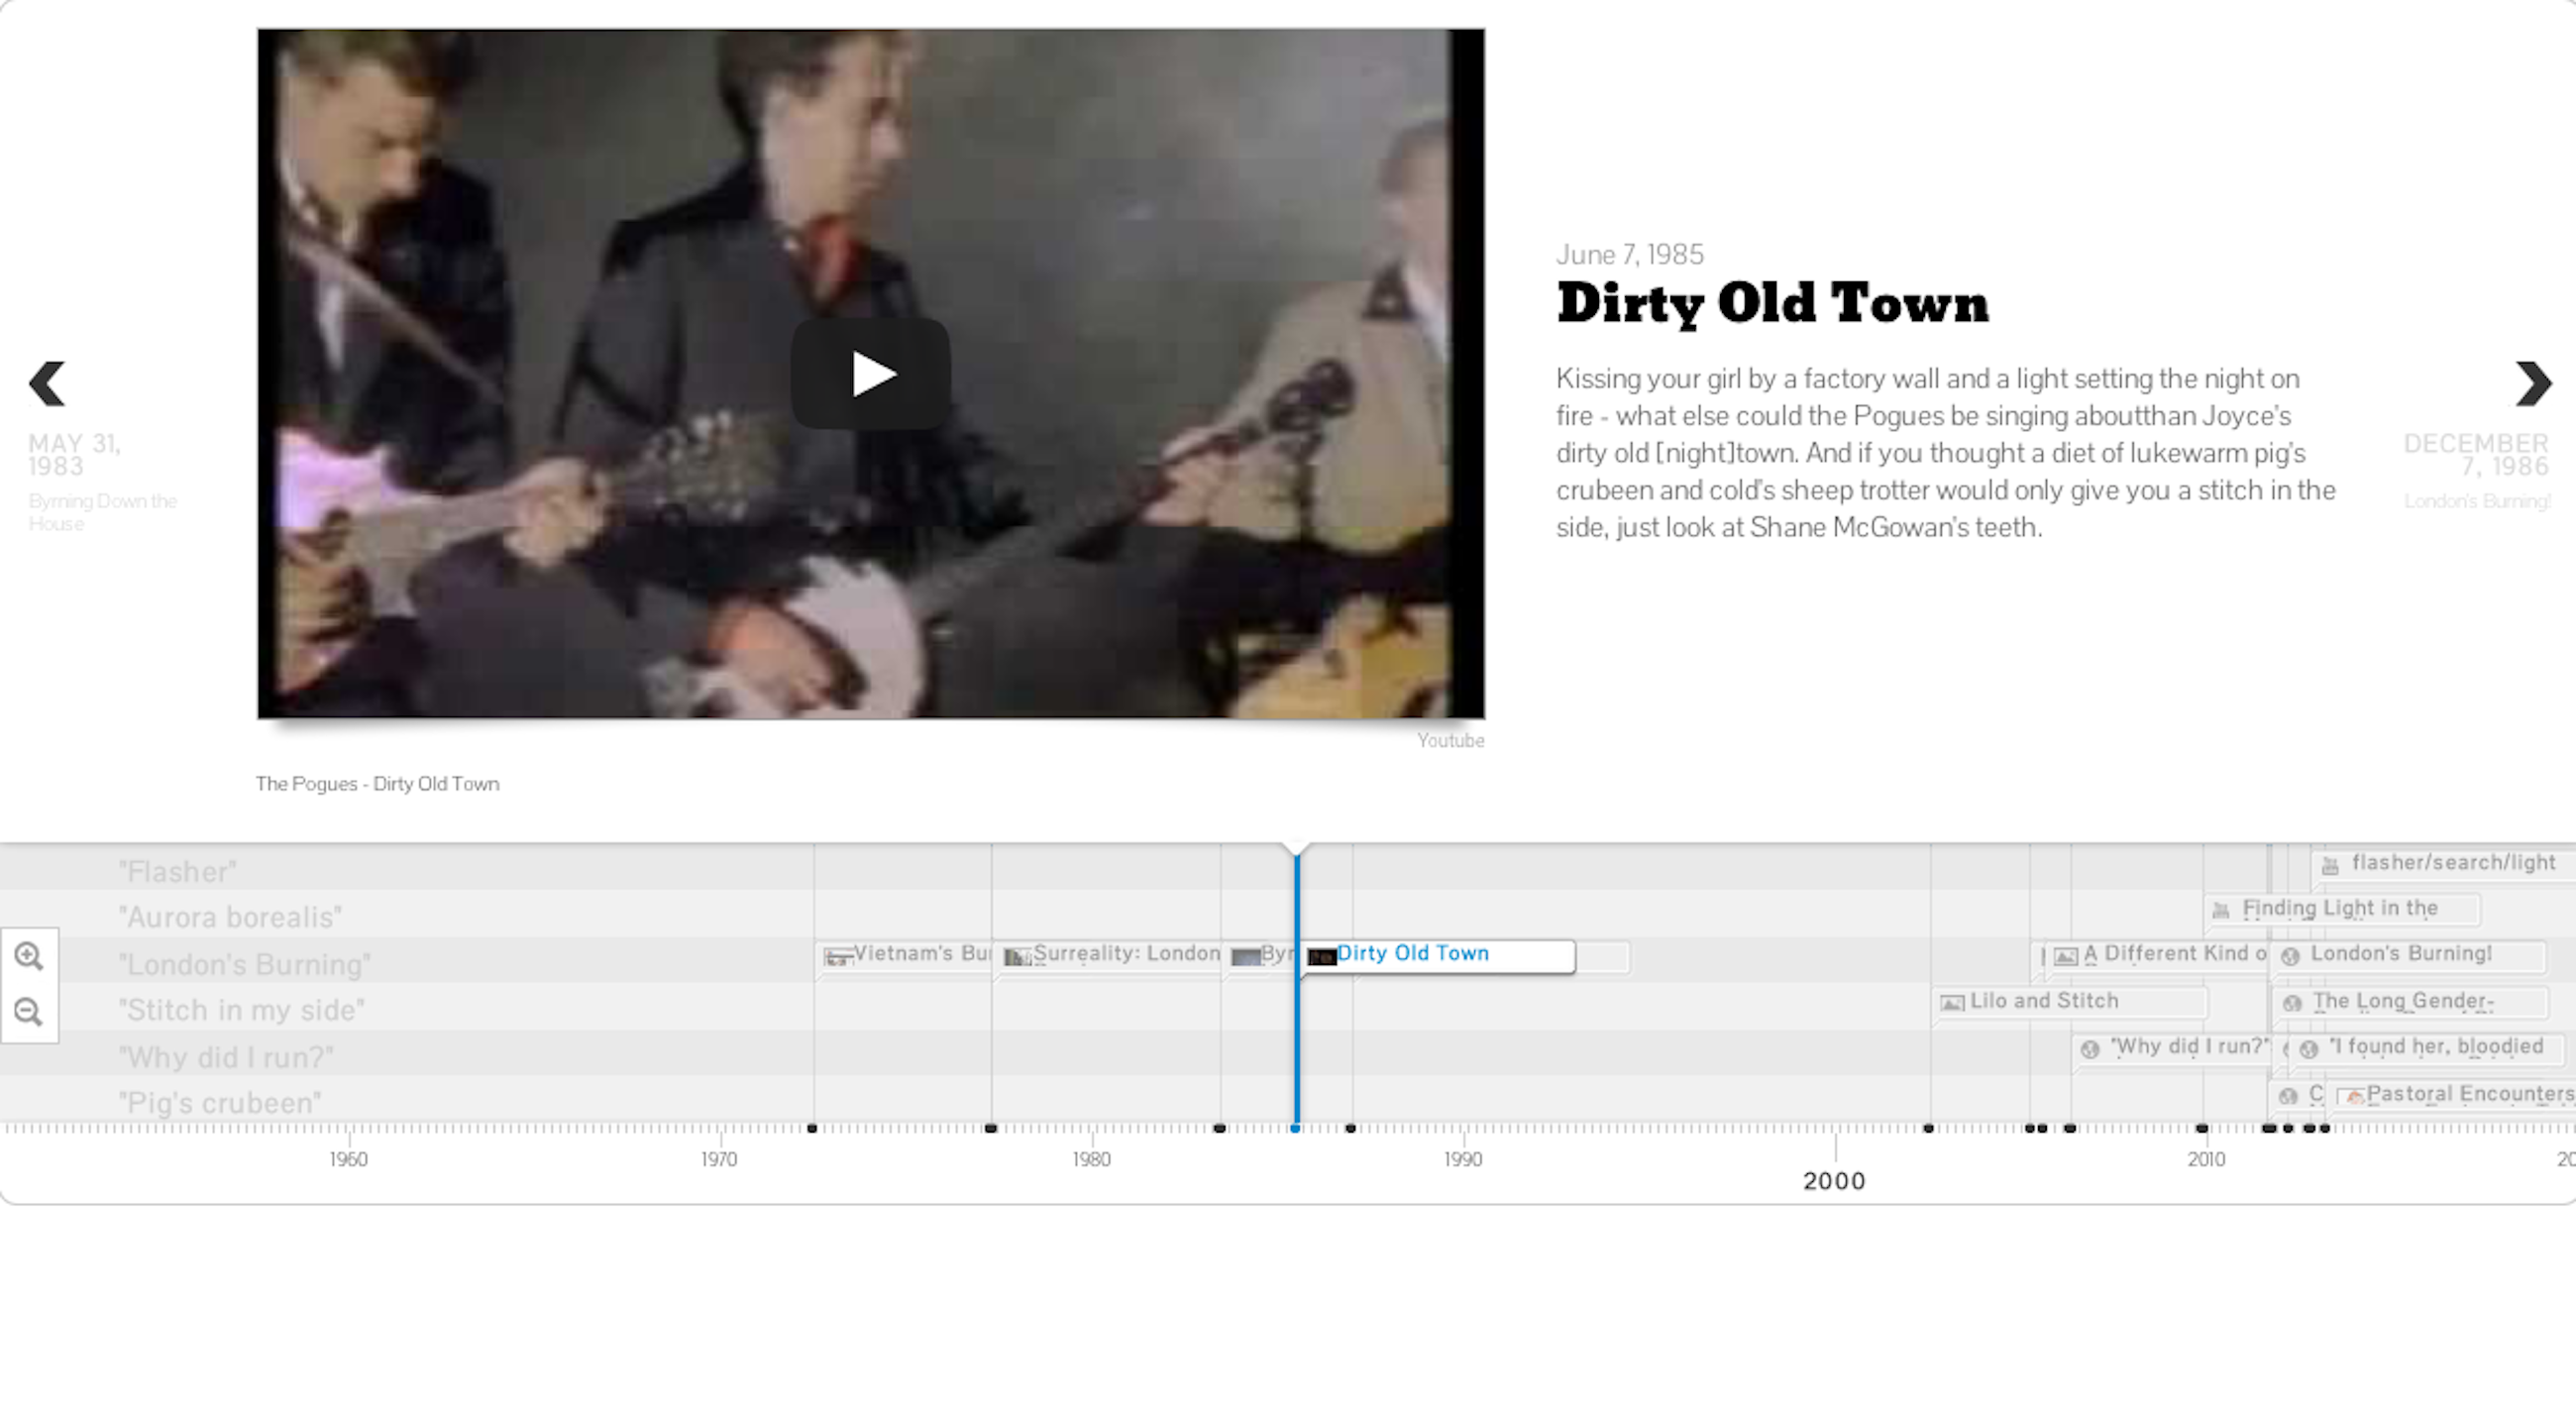 June 7, 1985
Dirty Old Town
Kissing your girl by a factory wall and a light setting the night on
fire - what else could the Pogues be singing aboutthan Joyce's
dirty old [night]town. And if you thought a diet of lukewarm pig's
crubeen and cold's sheep trotter would only give you a stitch in the
side, just look at Shane McGowan's teeth.
MAY 31,
1983
Byrning Down the
House
DECEMBER
7, 1986
London's Burning!
Youtube
The Pogues - Dirty Old Town
"Flasher"
flasher/search/light
"Aurora borealis"
Finding Light in the
"London's Burning"
Vietnam's Bu
Surreality: London
Byr
Dirty Old Town
A Different Kind o
London's Burning!
"Stitch in my side"
Lilo and Stitch
The Long Gender-
"Why did I run?"
"Why did I run?"
"I found her, bloodied
"Pig's crubeen"
C
Pastoral Encounters
1960
1970
1980
1990
2000
2010
20